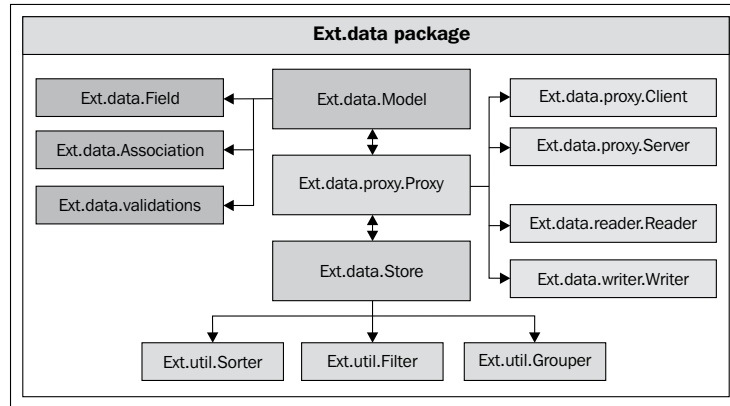 Ext.data package
Ext.data.Field
Ext.data.Model
Ext.data.proxy.Client
Ext.data.Association
Ext.data.proxy.Server
Ext.data.proxy.Proxy
Ext.data.validations
Ext.data.reader.Reader
Ext.data.Store
Ext.data.writer.Writer
Ext.util.Sorter
Ext.util.Filter
Ext.util.Grouper